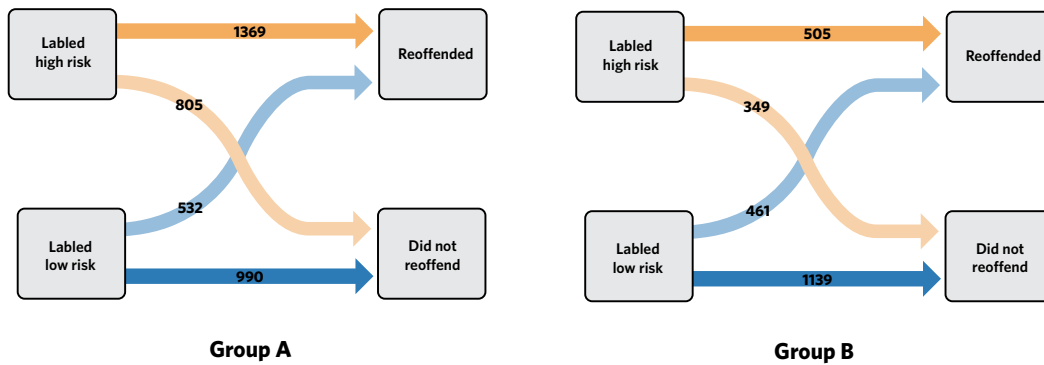 Labled
high risk
1369
Reoffended
805
532
Labled
low risk
990
Did not
reoffend
Group A
Labled
high risk
505
Reoffended
349
461
Labled
low risk
1139
Did not
reoffend
Group B